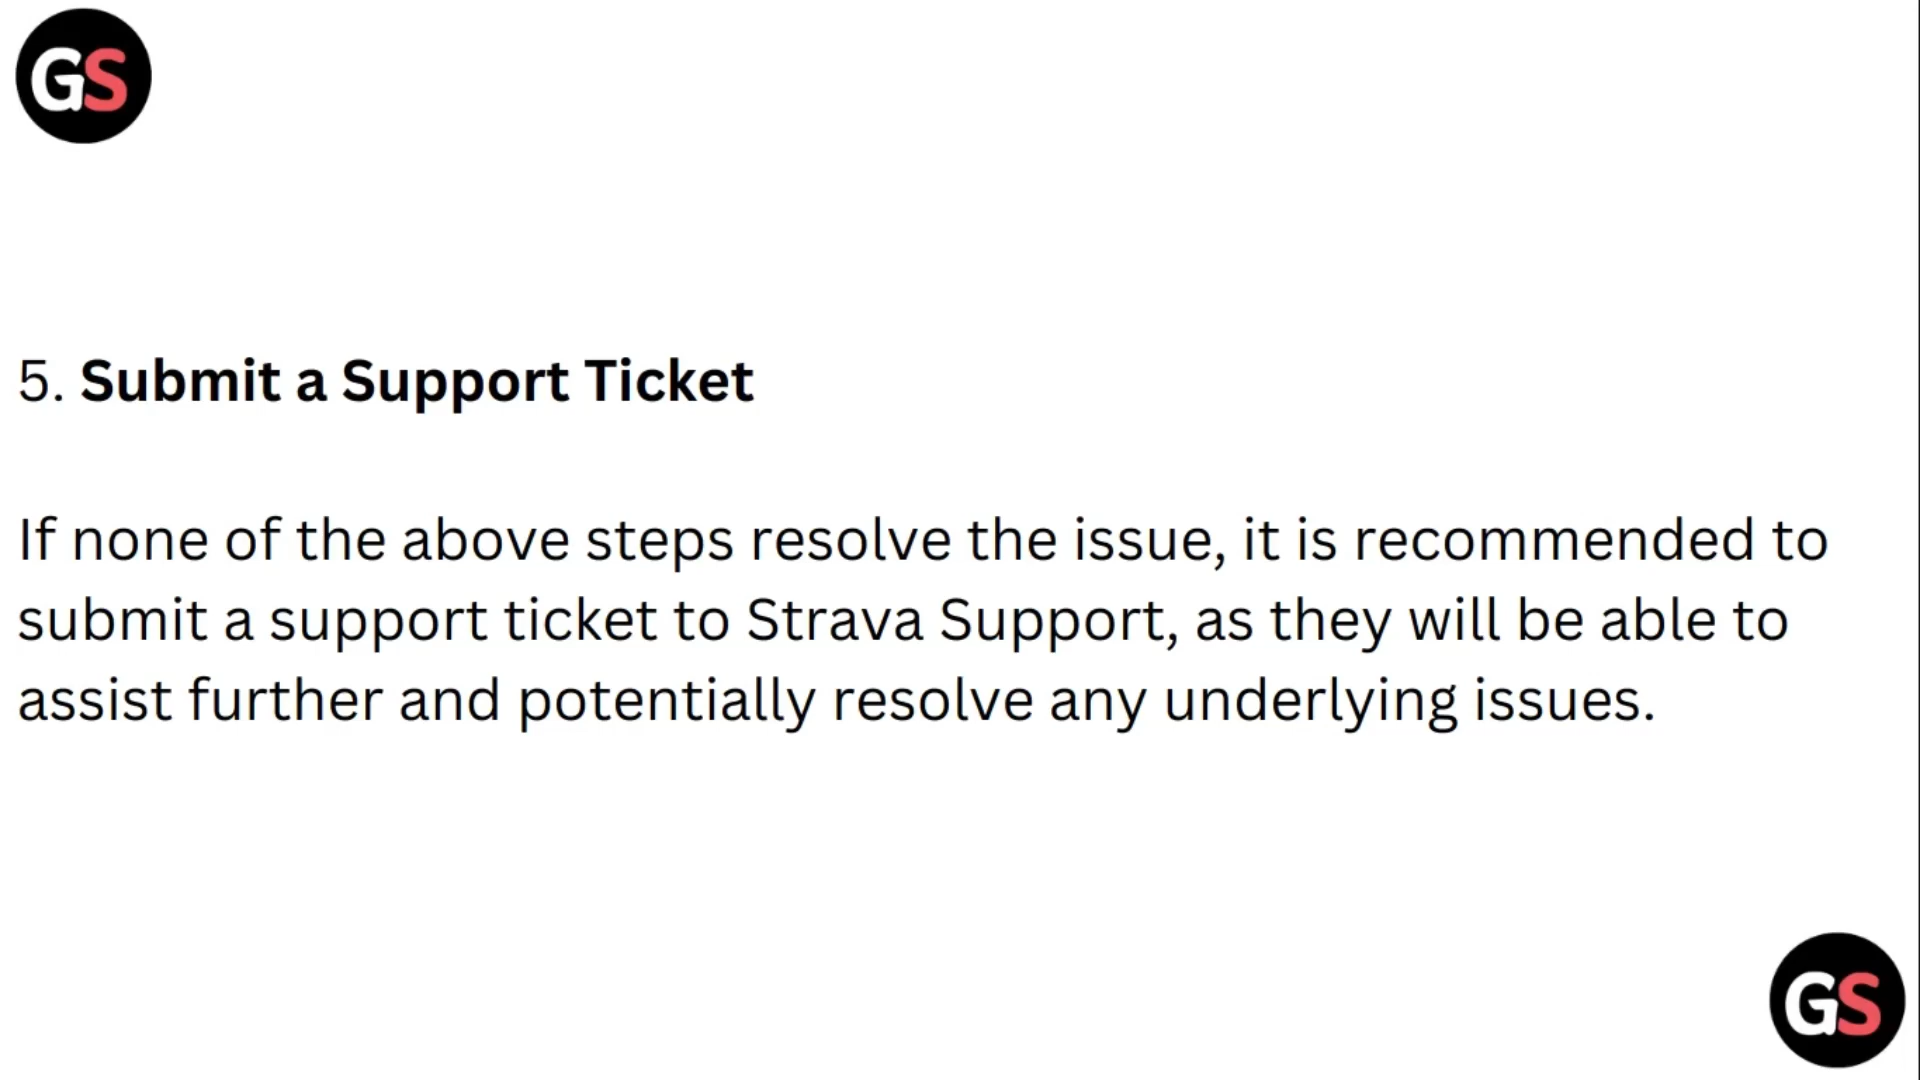 GS
5. Submit a Support Ticket
If none of the above steps resolve the issue, it is recommended to
submit a support ticket to Strava Support, as they will be able to
assist further and potentially resolve any underlying issues.
GS